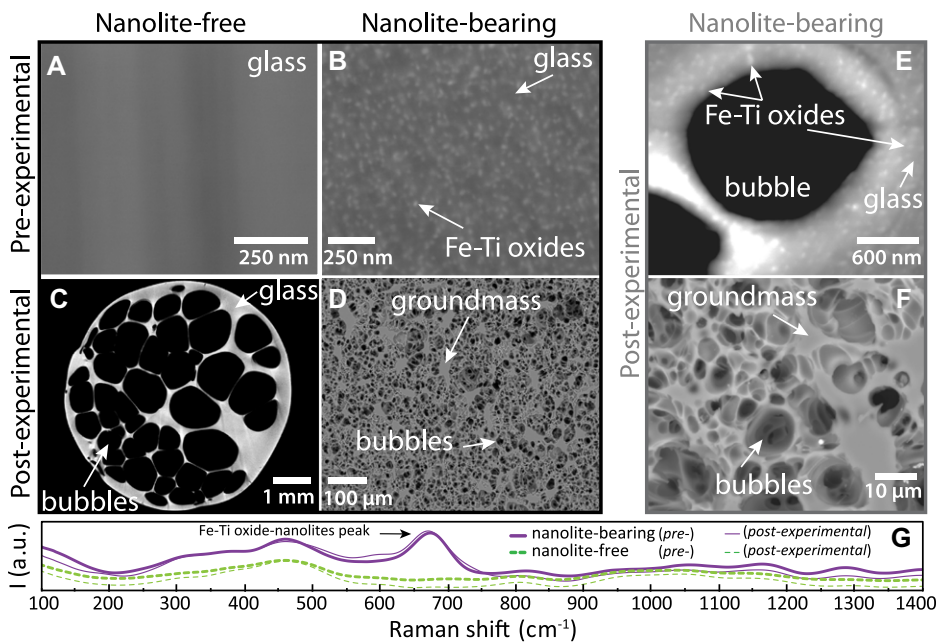 Nanolite-free
Nanolite-bearing
Nanolite-bearing
Pre-experimental
A
glass
250 nm
B
glass
Fe-Ti oxides
250 nm
E
Fe-Ti oxides
bubble
glass
600 nm
Post-experimental
Post-experimental
C
glass
bubbles
1 mm
D
groundmass
bubbles
100 µm
F
groundmass
bubbles
10 µm
G
Fe-Ti oxide-nanolites peak
nanolite-bearing (pre-) (post-experimental)
nanolite-free (pre-) (post-experimental)
I (a.u.)
100 200 300 400 500 600 700 800 900 1000 1100 1200 1300 1400
Raman shift (cm⁻¹)